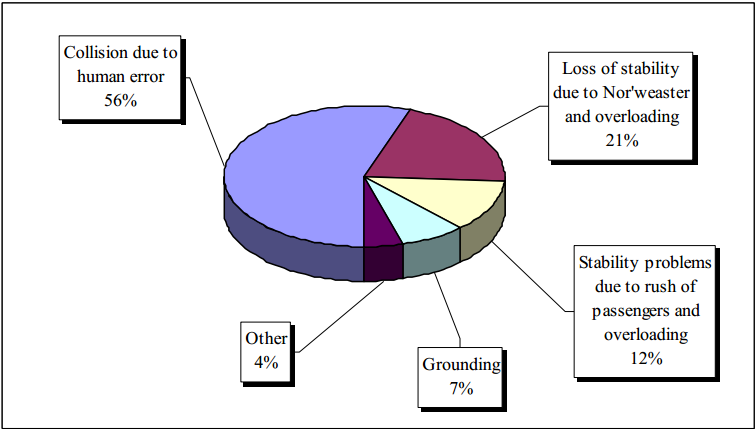 Collision due to
human error
56%
Loss of stability
due to Nor'weaster
and overloading
21%
Stability problems
due to rush of
passengers and
overloading
12%
Grounding
7%
Other
4%